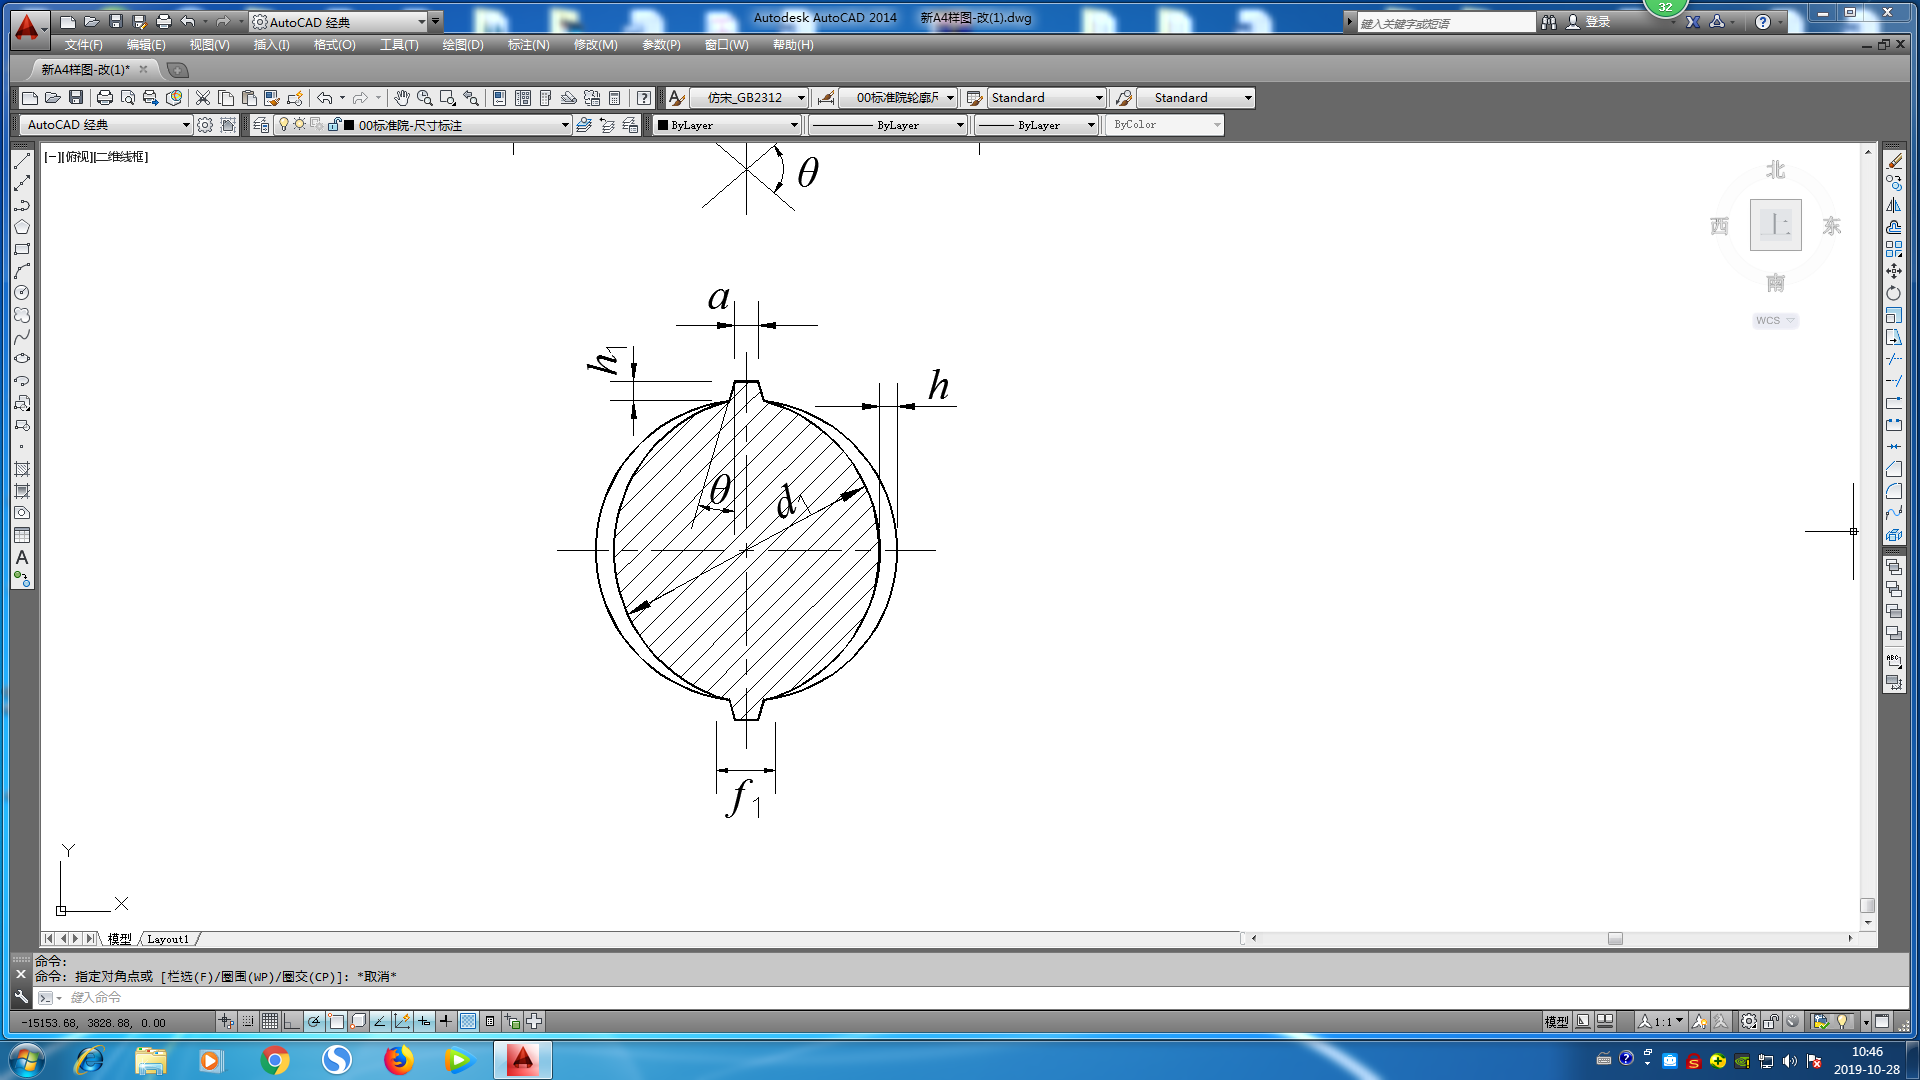 Autodesk AutoCAD 2014 新A4样图-改(1).dwg
32
AutoCAD 经典
键入关键字或短语
登录
文件(F) 编辑(E) 视图(V) 插入(I) 格式(O) 工具(T) 绘图(D) 标注(N) 修改(M) 参数(P) 窗口(W) 帮助(H)
新A4样图-改(1)*
仿宋_GB2312
Standard
Standard
AutoCAD 经典
00标准院-尺寸标注
ByLayer
ByLayer
ByLayer
ByColor
[-][俯视][二维线框]
θ
北
西
上
东
南
WCS
a
h1
h
θ
d1
f1
Y
X
模型
Layout1
命令:
命令: 指定对角点或 [栏选(F)/圈围(WP)/圈交(CP)]: *取消*
键入命令
-15153.68, 3828.88, 0.00
模型
1:1
10:46
2019-10-28